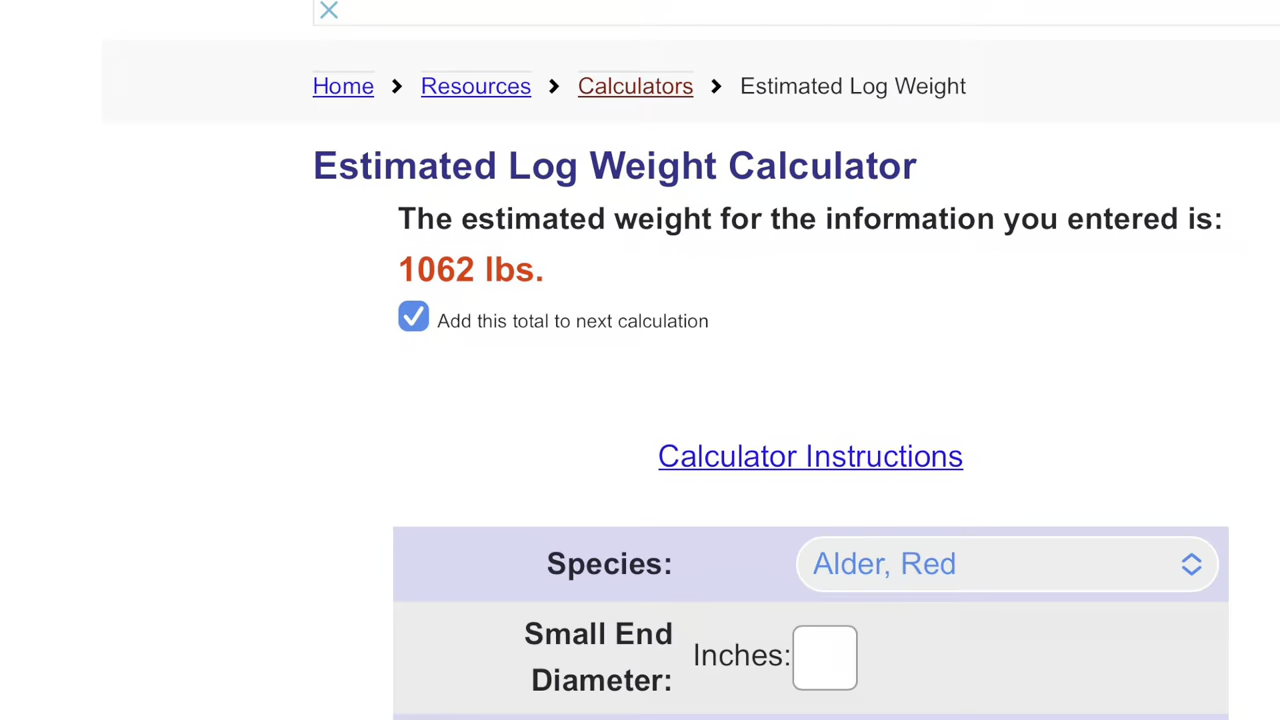 Home > Resources > Calculators > Estimated Log Weight
Estimated Log Weight Calculator
The estimated weight for the information you entered is:
1062 lbs.
Add this total to next calculation
Calculator Instructions
Species: Alder, Red
Small End
Diameter: Inches: